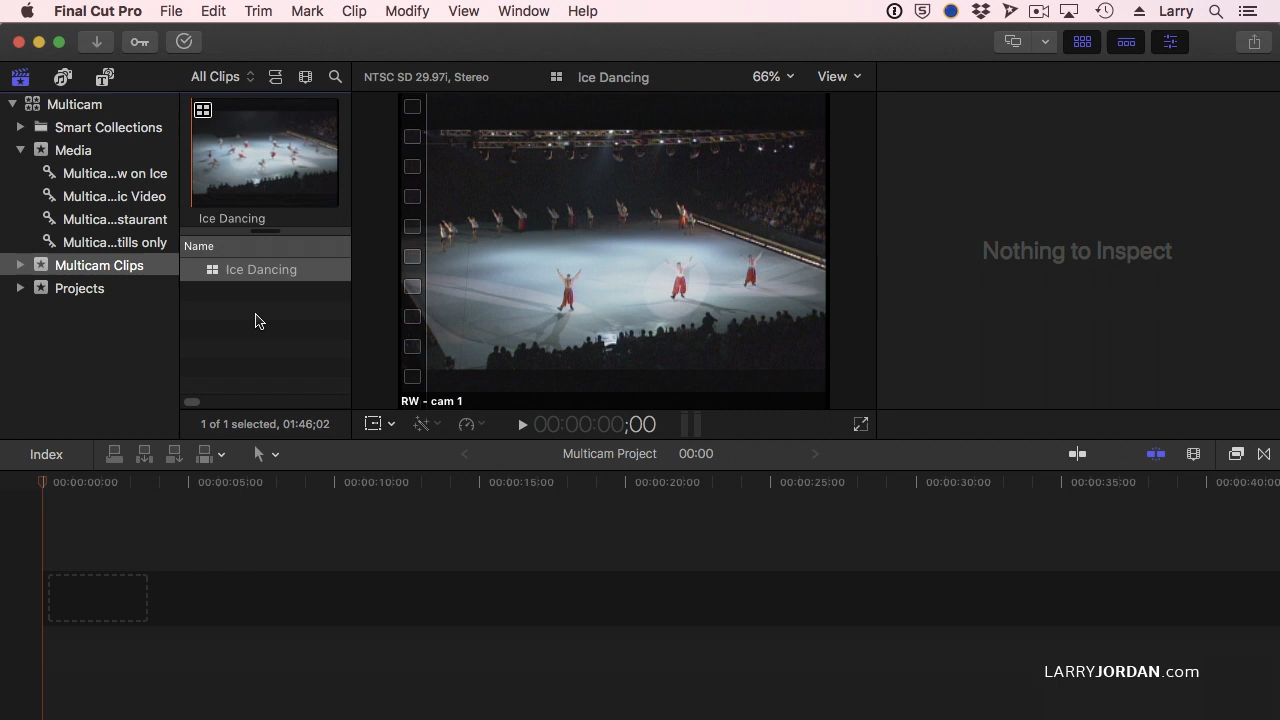 Final Cut Pro File Edit Trim Mark Clip Modify View Window Help Larry
All Clips
NTSC SD 29.97i, Stereo
Ice Dancing
66%
View
Multicam
Smart Collections
Media
Multica...w on Ice
Multica...ic Video
Multica...staurant
Multica...tills only
Multicam Clips
Projects
Ice Dancing
Name
Ice Dancing
1 of 1 selected, 01:46;02
RW - cam 1
00:00:00;00
Nothing to Inspect
Index
Multicam Project 00:00
00:00:00:00 00:00:05:00 00:00:10:00 00:00:15:00 00:00:20:00 00:00:25:00 00:00:30:00 00:00:35:00 00:00:40:00
LARRYJORDAN.com